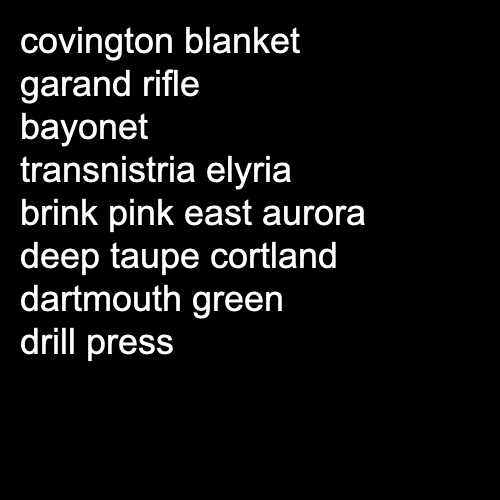 covington blanket
garand rifle
bayonet
transnistria elyria
brink pink east aurora
deep taupe cortland
dartmouth green
drill press